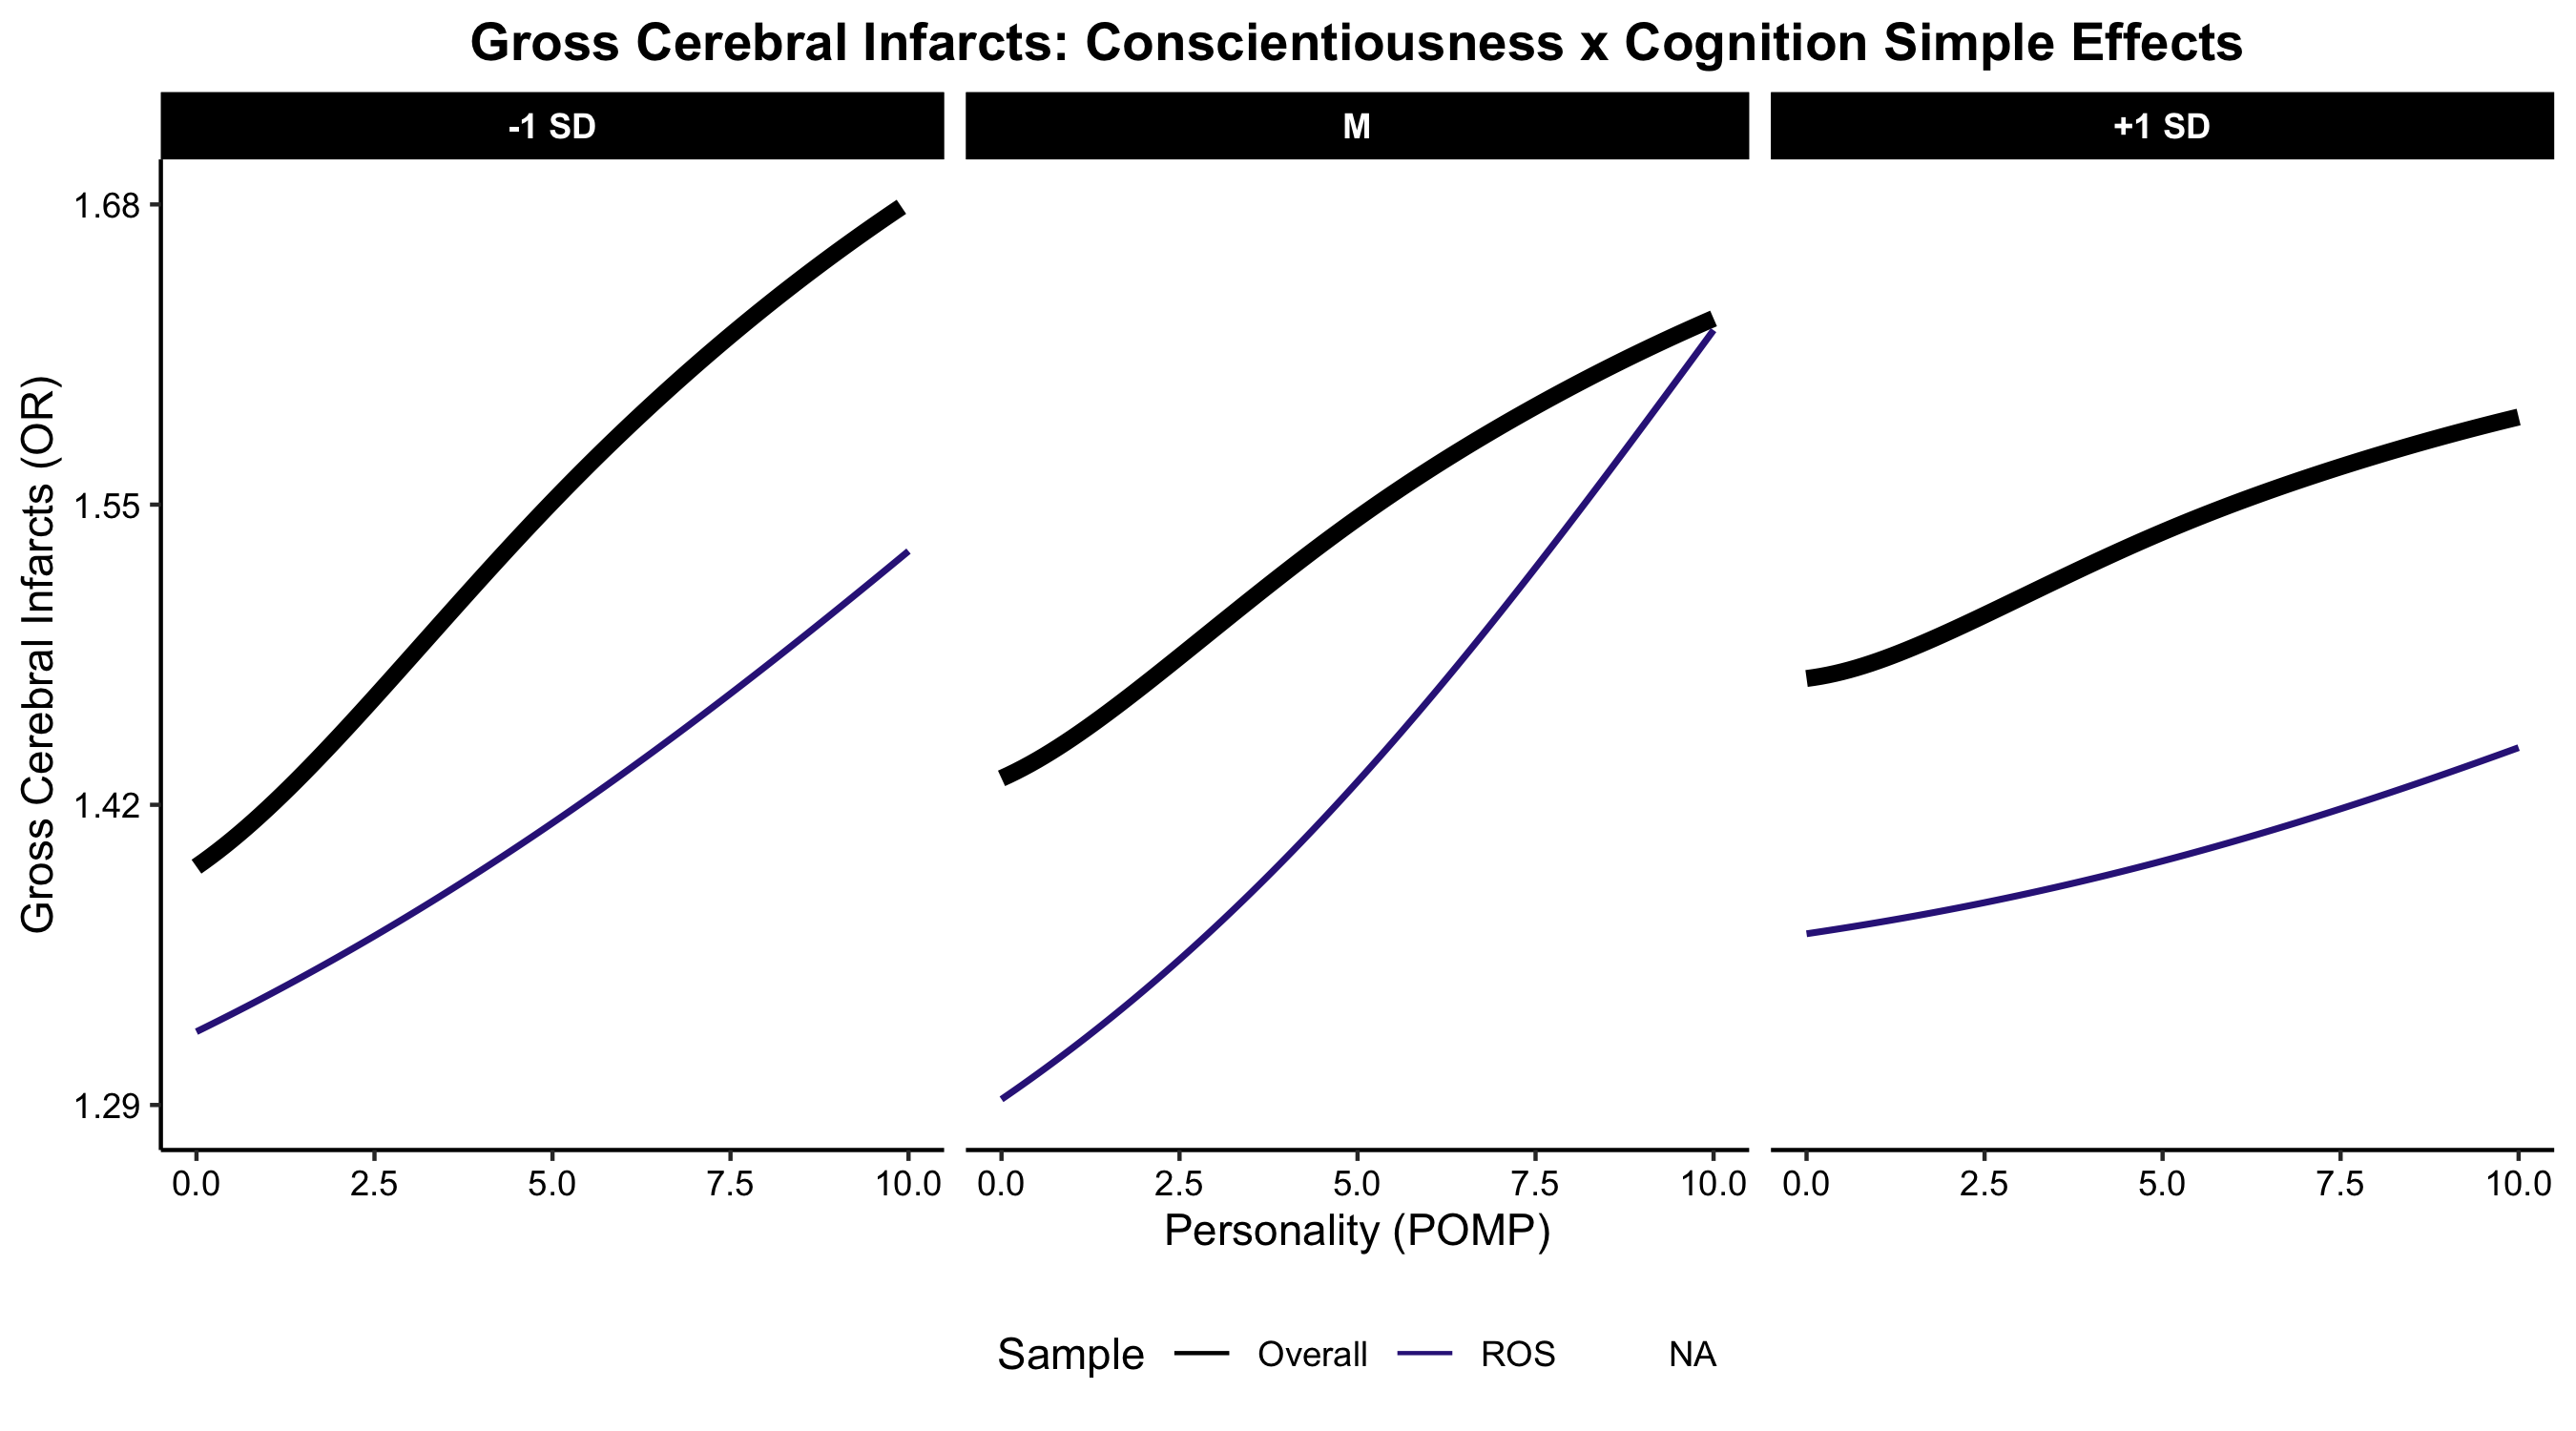 Gross Cerebral Infarcts: Conscientiousness x Cognition Simple Effects
-1 SD
M
+1 SD
Gross Cerebral Infarcts (OR)
1.68
1.55
1.42
1.29
0.0 2.5 5.0 7.5 10.0
0.0 2.5 5.0 7.5 10.0
0.0 2.5 5.0 7.5 10.0
Personality (POMP)
Sample Overall ROS NA